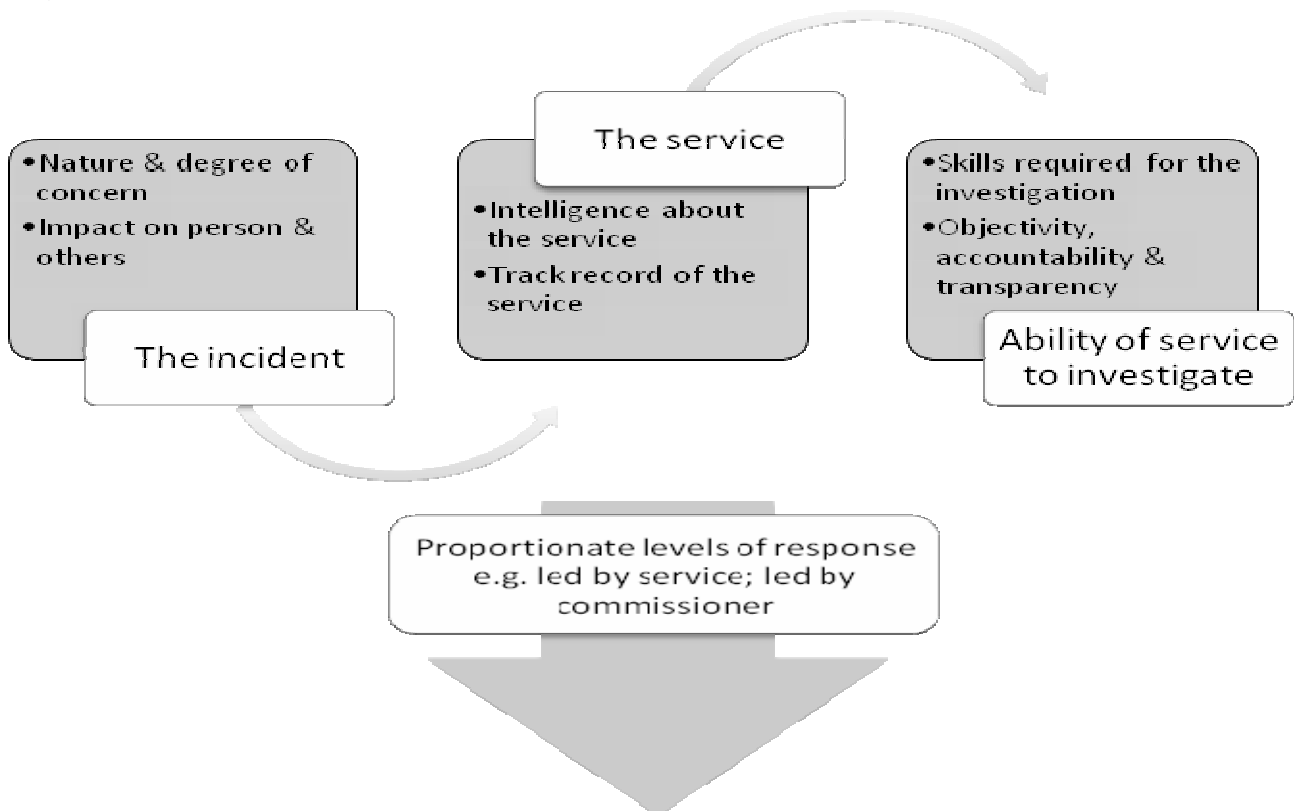 •Nature & degree of
concern
•Impact on person &
others
The incident
The service
•Intelligence about
the service
•Track record of the
service
•Skills required for the
investigation
•Objectivity,
accountability &
transparency
Ability of service
to investigate
Proportionate levels of response
e.g. led by service; led by
commissioner